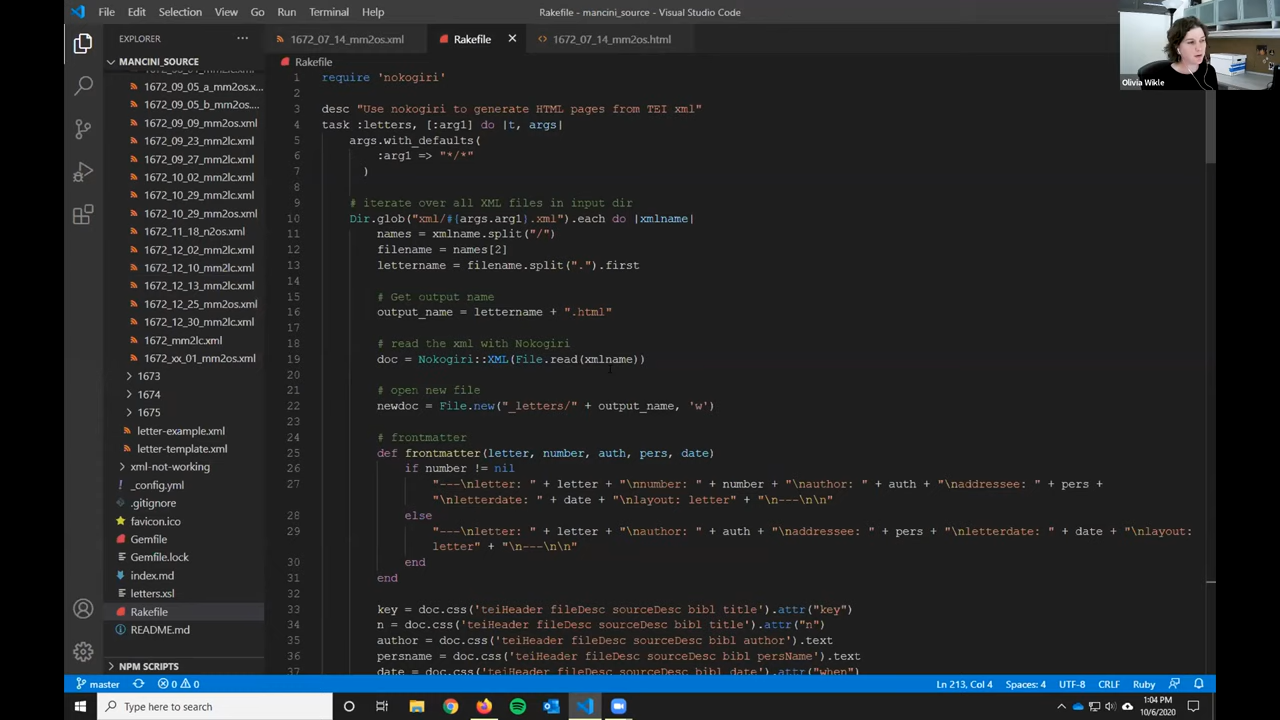 File Edit Selection View Go Run Terminal Help
Rakefile - mancini_source - Visual Studio Code
EXPLORER
1672_07_14_mm2os.xml
Rakefile
1672_07_14_mm2os.html
Olivia Wikle
MANCINI_SOURCE
1672_09_05_a_mm2os.x...
1672_09_05_b_mm2os....
1672_09_09_mm2os.xml
1672_09_23_mm2lc.xml
1672_09_27_mm2lc.xml
1672_10_02_mm2lc.xml
1672_10_29_mm2lc.xml
1672_10_29_mm2os.xml
1672_11_18_n2os.xml
1672_12_02_mm2lc.xml
1672_12_10_mm2lc.xml
1672_12_13_mm2lc.xml
1672_12_25_mm2os.xml
1672_12_30_mm2lc.xml
1672_mm2lc.xml
1672_xx_01_mm2os.xml
1673
1674
1675
letter-example.xml
letter-template.xml
xml-not-working
_config.yml
.gitignore
favicon.ico
Gemfile
Gemfile.lock
index.md
letters.xsl
Rakefile
README.md
NPM SCRIPTS
Rakefile
1 require 'nokogiri'
2
3 desc "Use nokogiri to generate HTML pages from TEI xml"
4 task :letters, [:arg1] do |t, args|
5 args.with_defaults(
6 :arg1 => "*/*"
7 )
8
9 # iterate over all XML files in input dir
10 Dir.glob("xml/#{args.arg1}.xml").each do |xmlname|
11 names = xmlname.split("/")
12 filename = names[2]
13 lettername = filename.split(".").first
14
15 # Get output name
16 output_name = lettername + ".html"
17
18 # read the xml with Nokogiri
19 doc = Nokogiri::XML(File.read(xmlname))
20
21 # open new file
22 newdoc = File.new("_letters/" + output_name, 'w')
23
24 # frontmatter
25 def frontmatter(letter, number, auth, pers, date)
26 if number != nil
27 "---\nletter: " + letter + "\nnumber: " + number + "\nauthor: " + auth + "\naddressee: " + pers +
"\nletterdate: " + date + "\nlayout: letter" + "\n---\n\n"
28 else
29 "---\nletter: " + letter + "\nauthor: " + auth + "\naddressee: " + pers + "\nletterdate: " + date + "\nlayout:
letter" + "\n---\n\n"
30 end
31 end
32
33 key = doc.css('teiHeader fileDesc sourceDesc bibl title').attr("key")
34 n = doc.css('teiHeader fileDesc sourceDesc bibl title').attr("n")
35 author = doc.css('teiHeader fileDesc sourceDesc bibl author').text
36 persname = doc.css('teiHeader fileDesc sourceDesc bibl persName').text
37 date = doc.css('teiHeader fileDesc sourceDesc bibl date').attr("when")
master 0 0
Ln 213, Col 4 Spaces: 4 UTF-8 CRLF Ruby
Type here to search
1:04 PM
10/6/2020